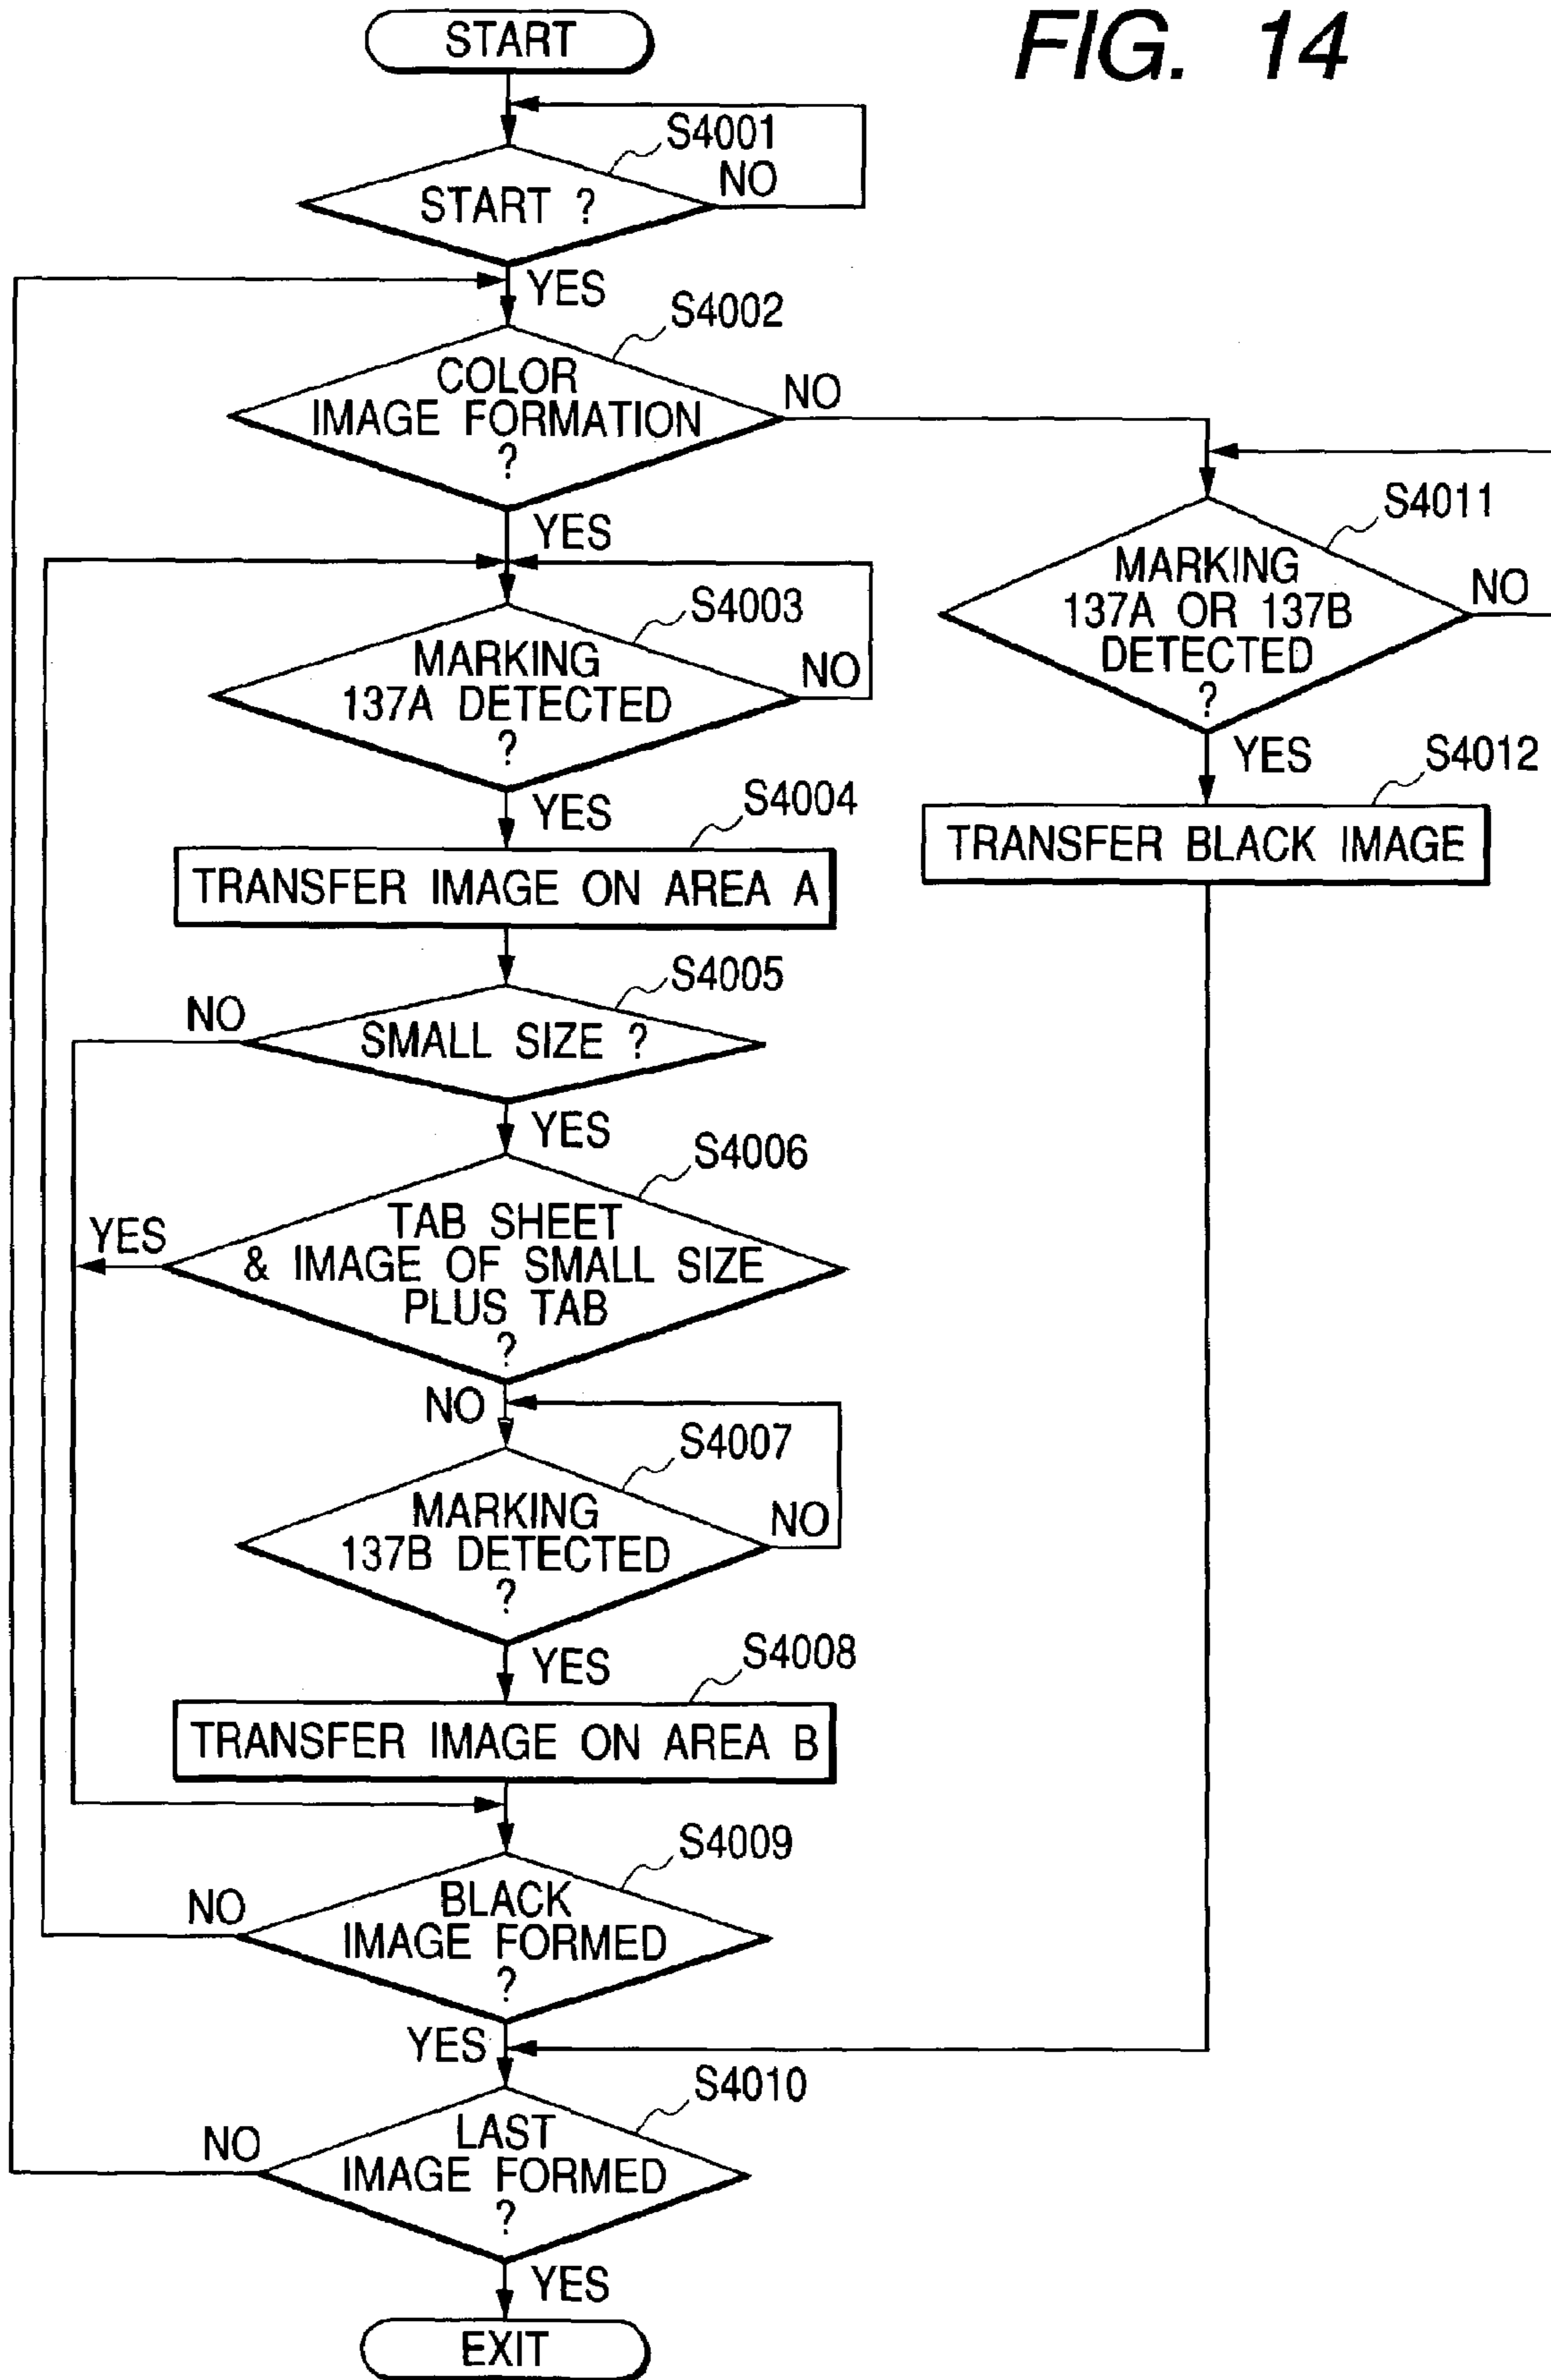 FIG. 14
START
S4001
START ?
NO
YES
S4002
COLOR
IMAGE FORMATION
?
NO
YES
S4003
MARKING
137A DETECTED
?
NO
YES
S4004
TRANSFER IMAGE ON AREA A
S4005
SMALL SIZE ?
NO
YES
S4006
TAB SHEET
& IMAGE OF SMALL SIZE
PLUS TAB
?
YES
NO
S4007
MARKING
137B DETECTED
?
NO
YES
S4008
TRANSFER IMAGE ON AREA B
S4009
BLACK
IMAGE FORMED
?
NO
YES
S4010
LAST
IMAGE FORMED
?
NO
YES
EXIT
S4011
MARKING
137A OR 137B
DETECTED
?
NO
YES
S4012
TRANSFER BLACK IMAGE